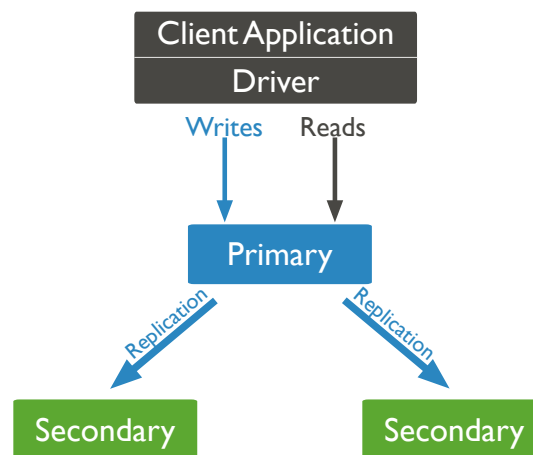 Client Application
Driver
Writes Reads
Primary
Replication Replication
Secondary Secondary